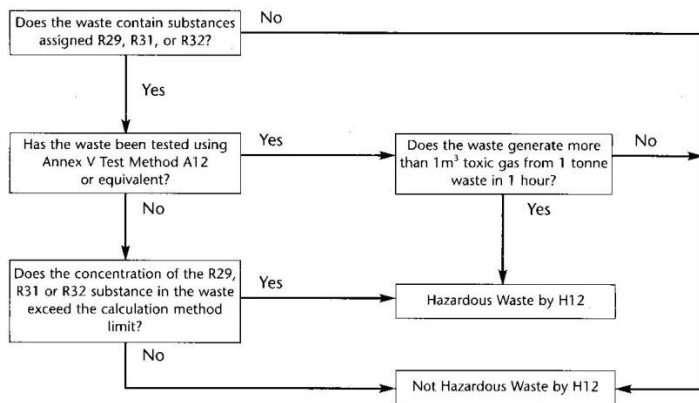 Does the waste contain substances
assigned R29, R31, or R32?
No
Yes
Has the waste been tested using
Annex V Test Method A12
or equivalent?
Yes
Does the waste generate more
than 1m³ toxic gas from 1 tonne
waste in 1 hour?
No
No
Yes
Does the concentration of the R29,
R31 or R32 substance in the waste
exceed the calculation method
limit?
Yes
Hazardous Waste by H12
No
Not Hazardous Waste by H12